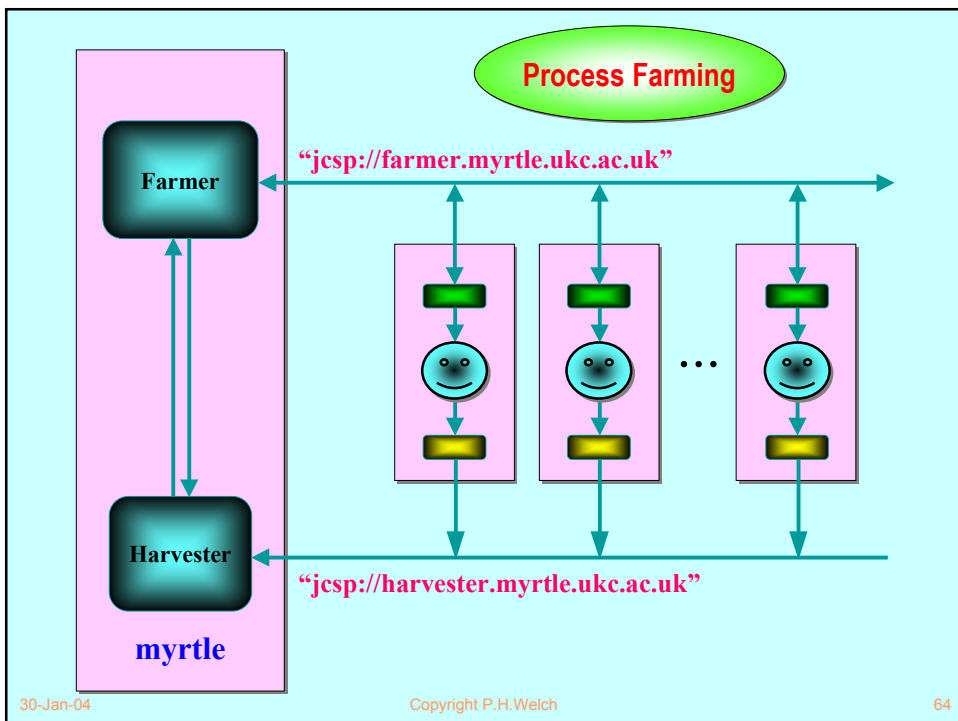 Process Farming
“jcsp://farmer.myrtle.ukc.ac.uk”
Farmer
...
Harvester
“jcsp://harvester.myrtle.ukc.ac.uk”
myrtle
30-Jan-04
Copyright P.H.Welch
64